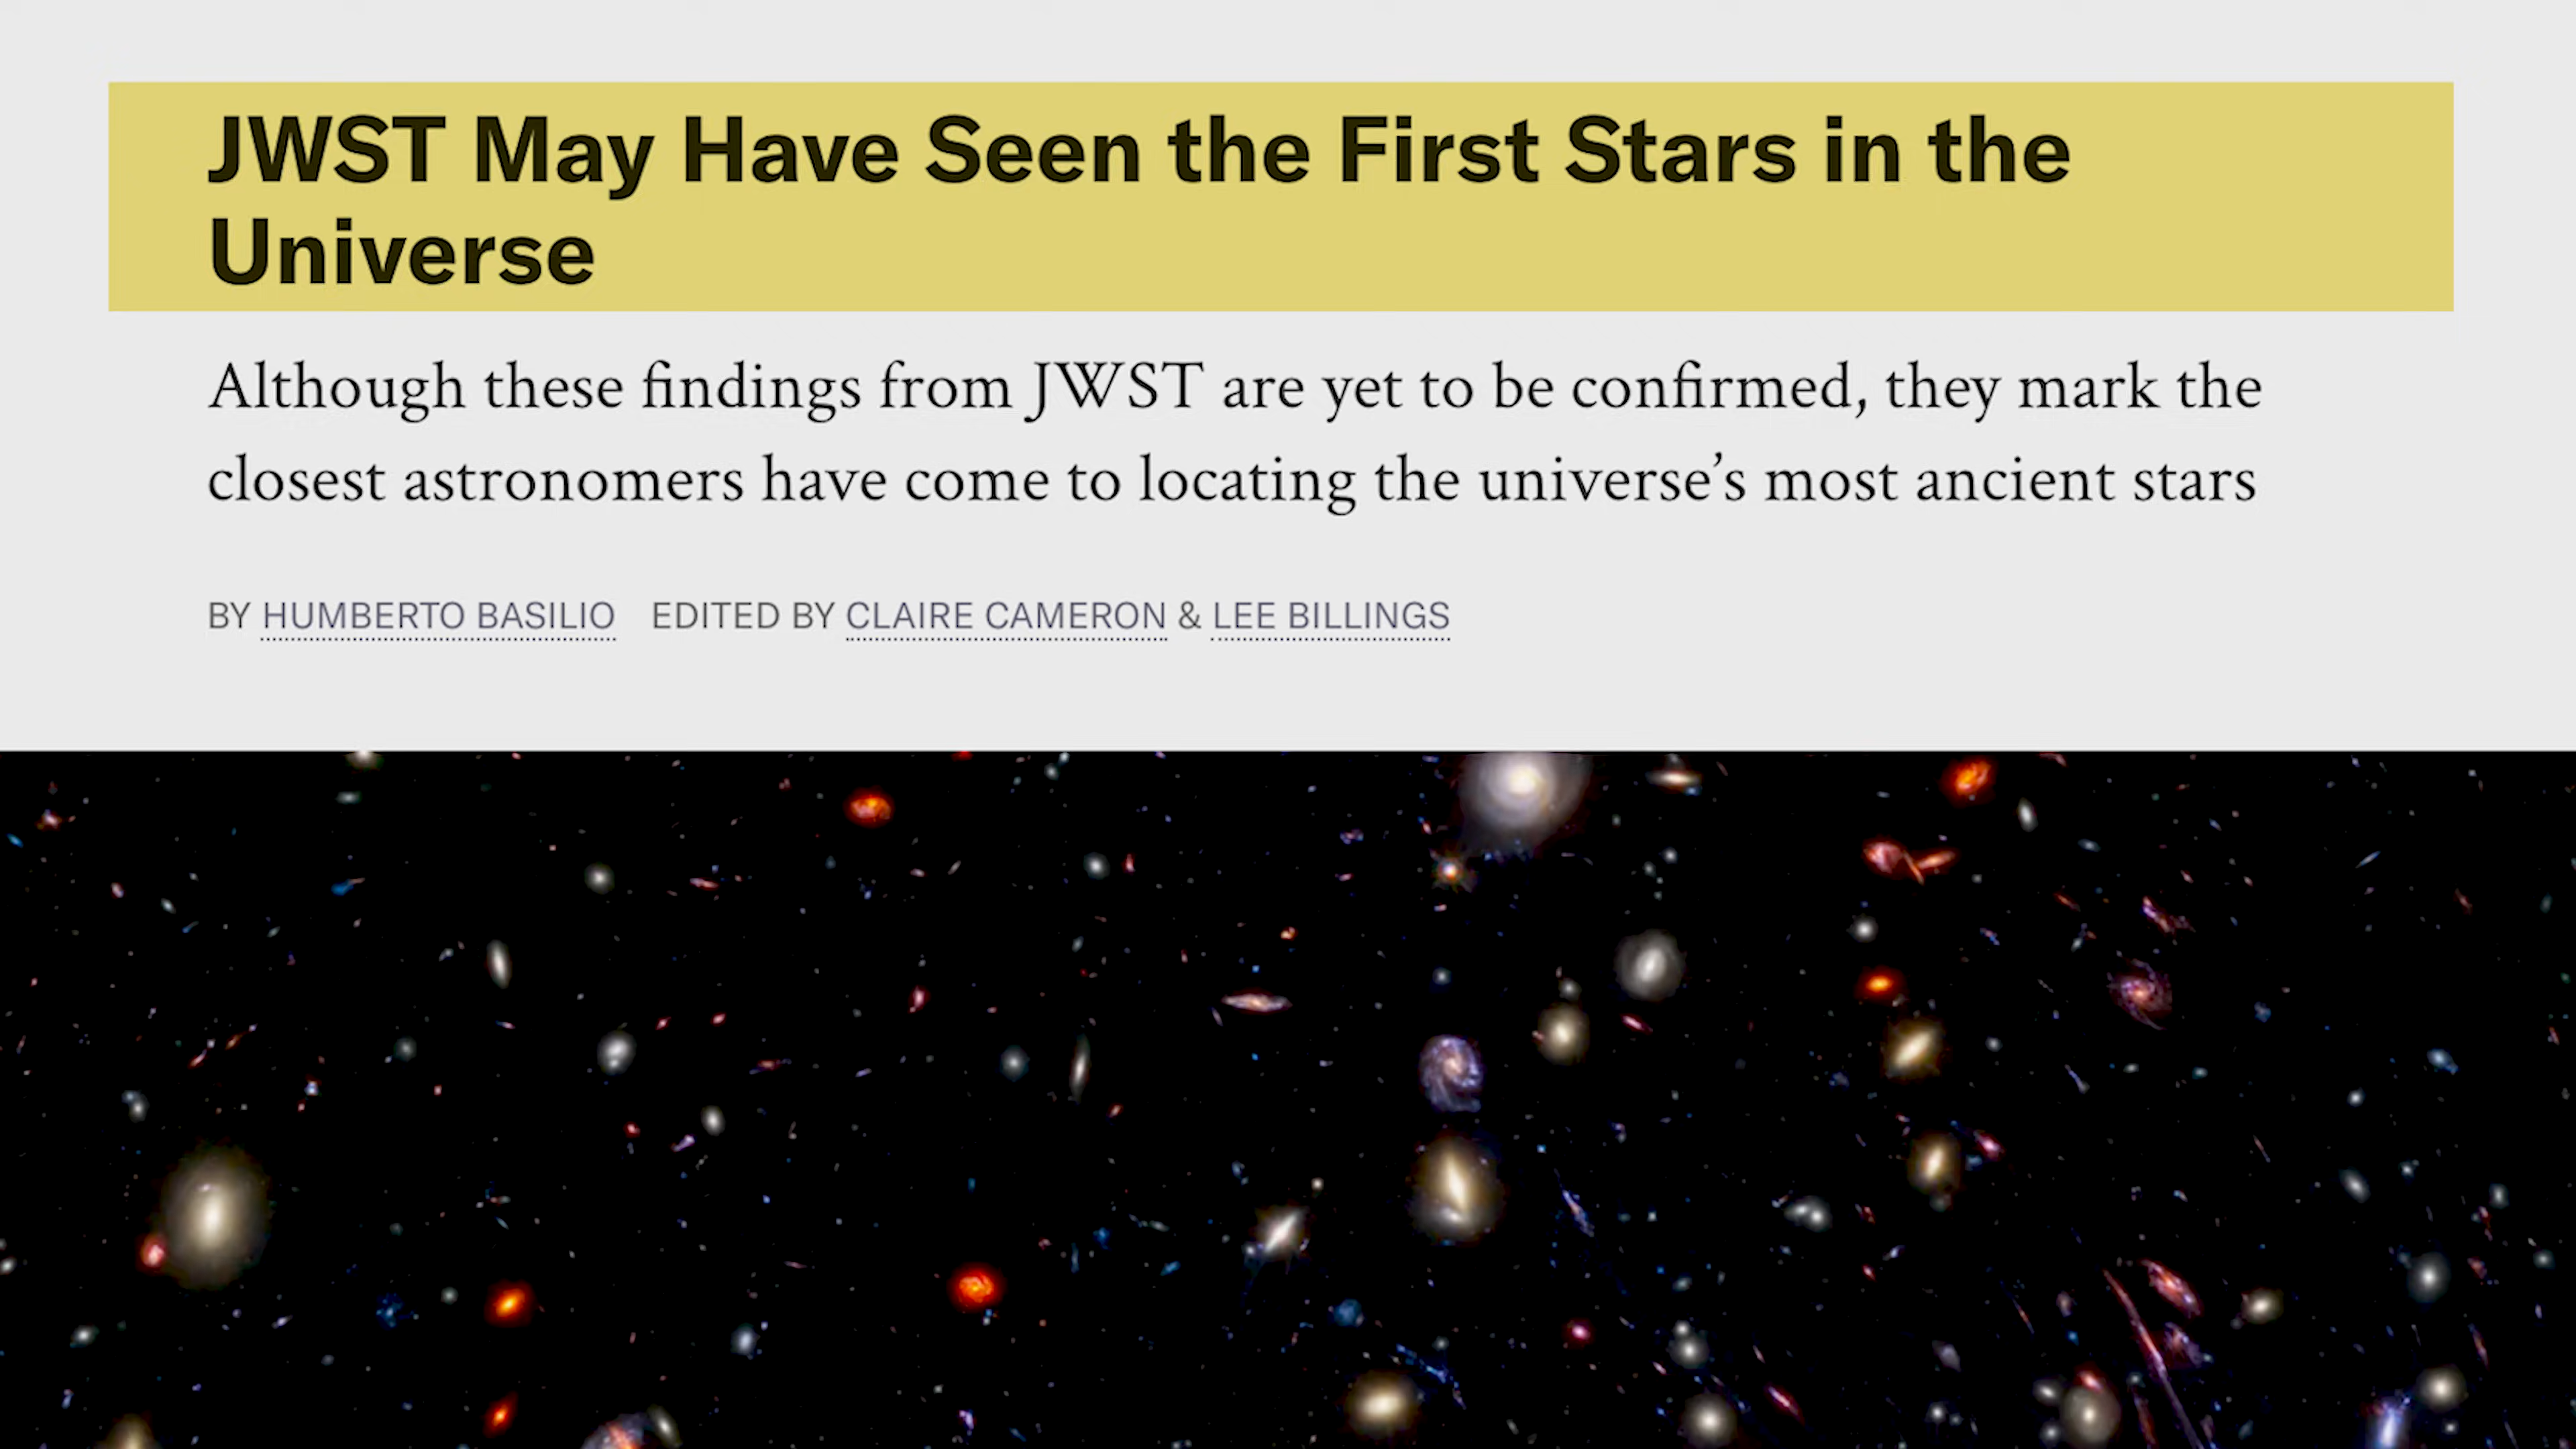 JWST May Have Seen the First Stars in the
Universe
Although these findings from JWST are yet to be confirmed, they mark the
closest astronomers have come to locating the universe’s most ancient stars
BY HUMBERTO BASILIO EDITED BY CLAIRE CAMERON & LEE BILLINGS